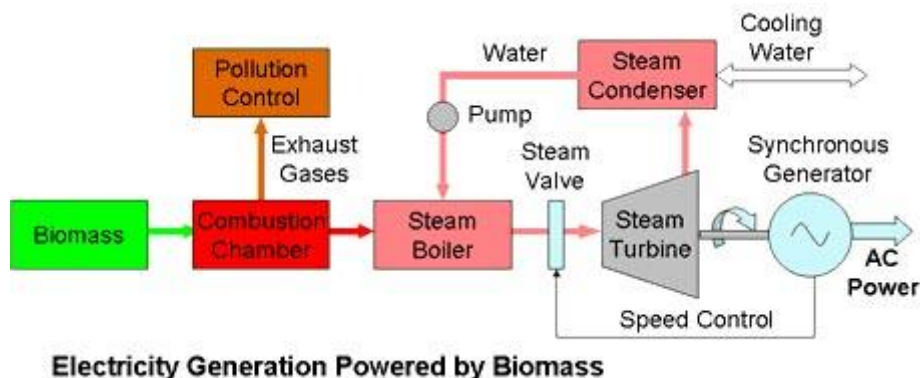 Cooling
Water
Water
Steam
Condenser
Pollution
Control
Pump
Exhaust
Gases
Steam
Valve
Synchronous
Generator
Biomass
Combustion
Chamber
Steam
Boiler
Steam
Turbine
AC
Power
Speed Control
Electricity Generation Powered by Biomass